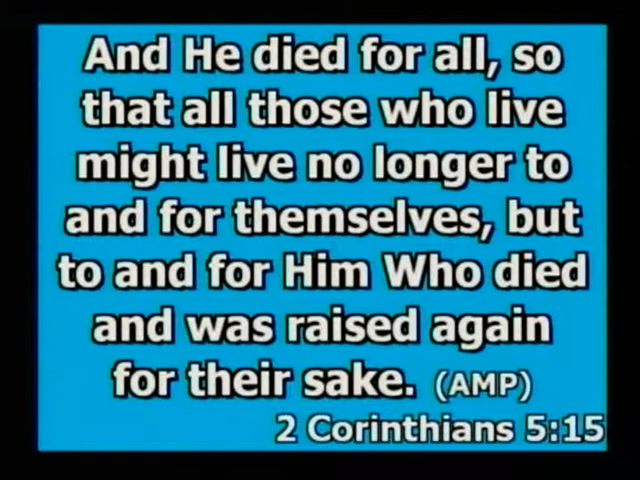 And He died for all, so
that all those who live
might live no longer to
and for themselves, but
to and for Him Who died
and was raised again
for their sake. (AMP)
2 Corinthians 5:15